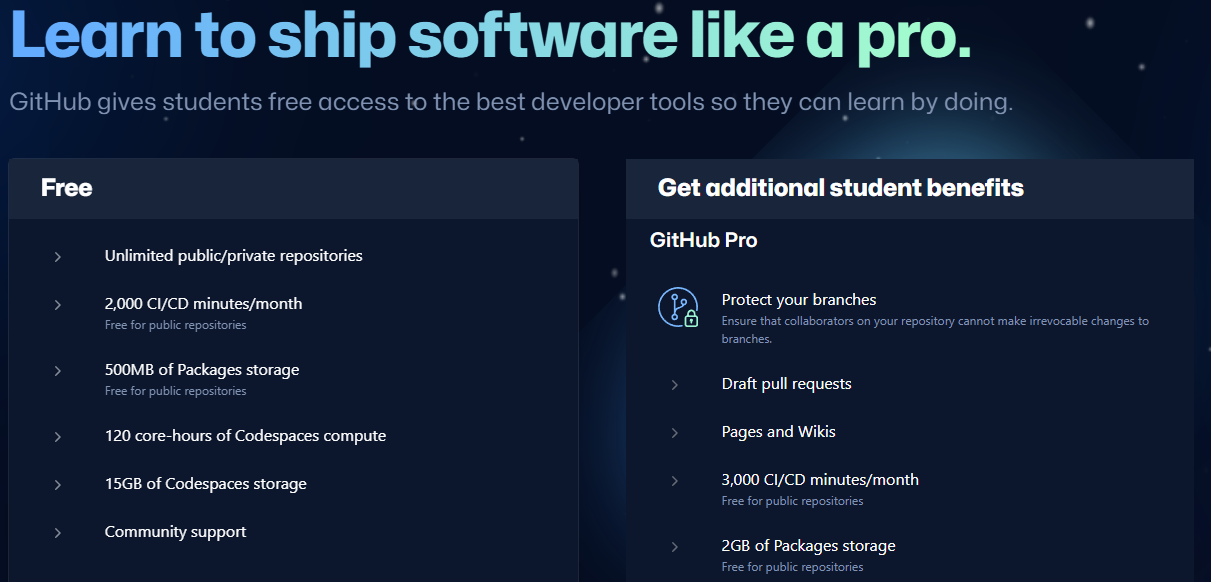 Learn to ship software like a pro.
GitHub gives students free access to the best developer tools so they can learn by doing.
Free
Unlimited public/private repositories
2,000 CI/CD minutes/month
Free for public repositories
500MB of Packages storage
Free for public repositories
120 core-hours of Codespaces compute
15GB of Codespaces storage
Community support
Get additional student benefits
GitHub Pro
Protect your branches
Ensure that collaborators on your repository cannot make irrevocable changes to
branches.
Draft pull requests
Pages and Wikis
3,000 CI/CD minutes/month
Free for public repositories
2GB of Packages storage
Free for public repositories